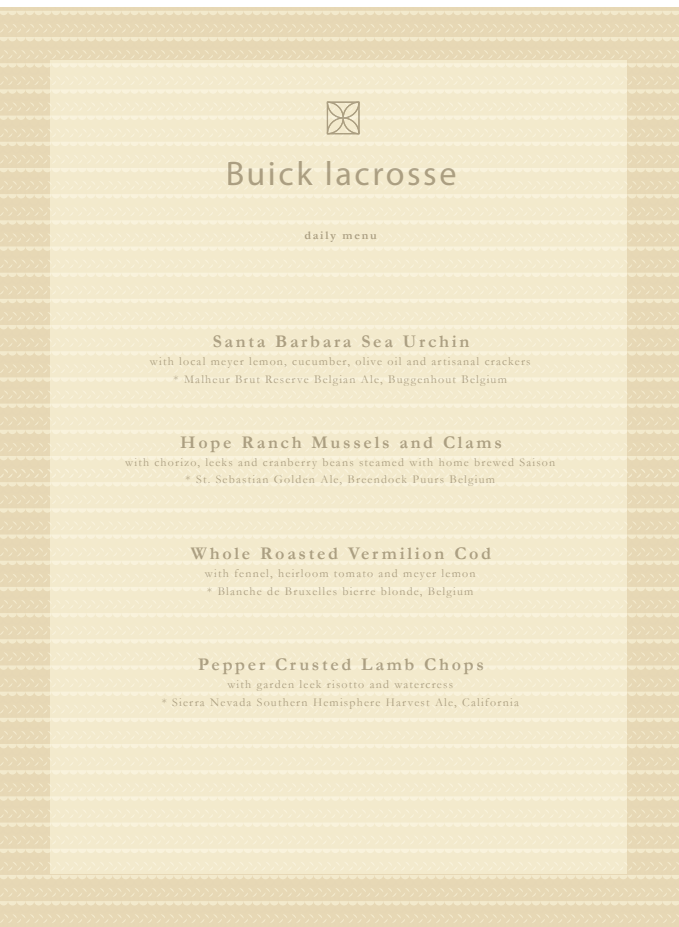 Buick lacrosse
daily menu
Santa Barbara Sea Urchin
with local meyer lemon, cucumber, olive oil and artisanal crackers
* Malheur Brut Reserve Belgian Ale, Buggenhout Belgium
Hope Ranch Mussels and Clams
with chorizo, leeks and cranberry beans steamed with home brewed Saison
* St. Sebastian Golden Ale, Breendock Puurs Belgium
Whole Roasted Vermilion Cod
with fennel, heirloom tomato and meyer lemon
* Blanche de Bruxelles bierre blonde, Belgium
Pepper Crusted Lamb Chops
with garden leek risotto and watercress
* Sierra Nevada Southern Hemisphere Harvest Ale, California